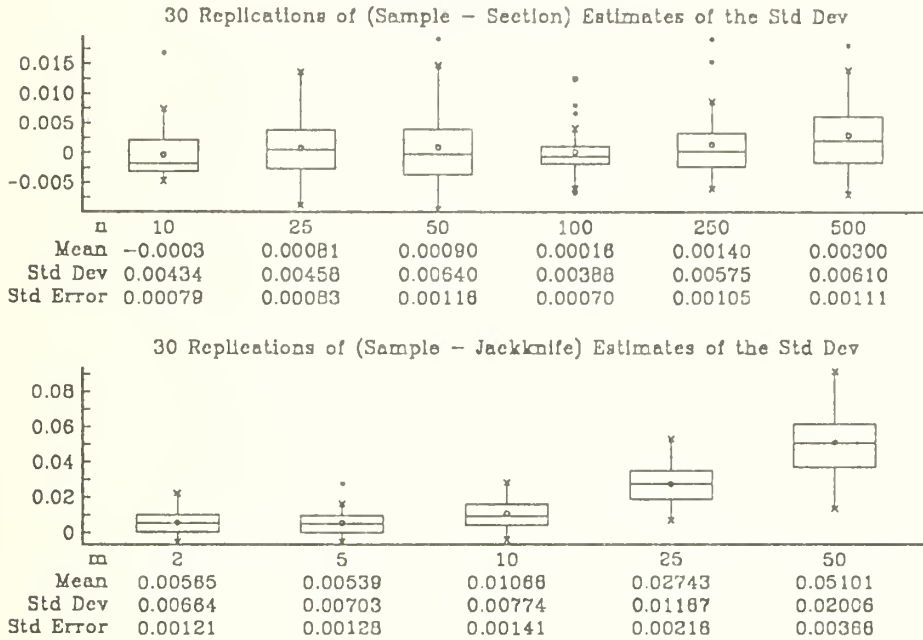 30 Replications of (Sample - Section) Estimates of the Std Dev
0.015
0.010
0.005
0
-0.005
n 10 25 50 100 250 500
Mean -0.0003 0.00081 0.00090 0.00016 0.00140 0.00300
Std Dev 0.00434 0.00458 0.00640 0.00388 0.00575 0.00610
Std Error 0.00079 0.00083 0.00116 0.00070 0.00105 0.00111
30 Replications of (Sample - Jackknife) Estimates of the Std Dev
0.08
0.06
0.04
0.02
0
m 2 5 10 25 50
Mean 0.00565 0.00539 0.01066 0.02743 0.05101
Std Dev 0.00664 0.00703 0.00774 0.01187 0.02006
Std Error 0.00121 0.00128 0.00141 0.00216 0.00366